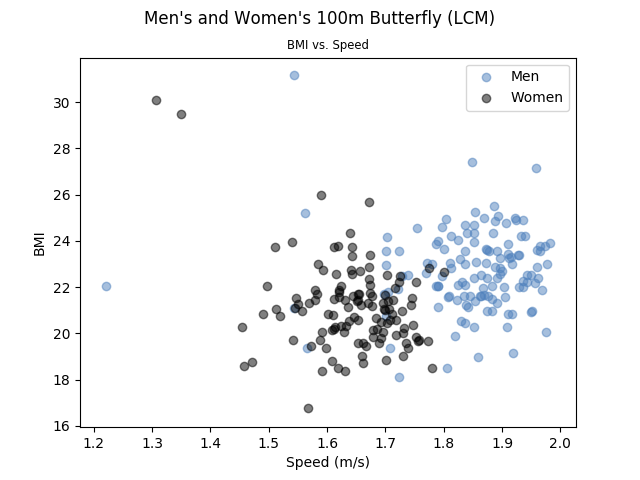 Men's and Women's 100m Butterfly (LCM)
BMI vs. Speed
Men
Women
30
28
26
24
22
20
18
16
BMI
1.2 1.3 1.4 1.5 1.6 1.7 1.8 1.9 2.0
Speed (m/s)